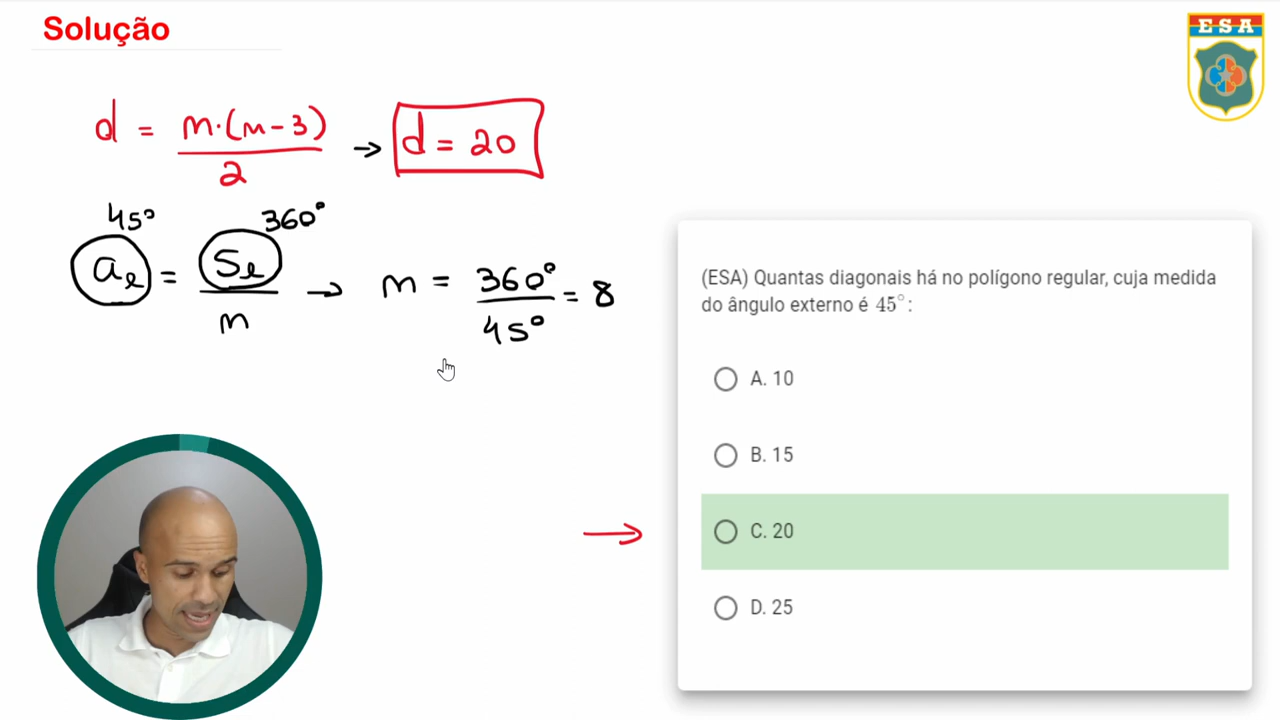 Solução
ESA
d = n.(n-3)/2 → d = 20
45° 360°
ae = Se/n → n = 360°/45° = 8
(ESA) Quantas diagonais há no polígono regular, cuja medida
do ângulo externo é 45°:
A. 10
B. 15
→ C. 20
D. 25